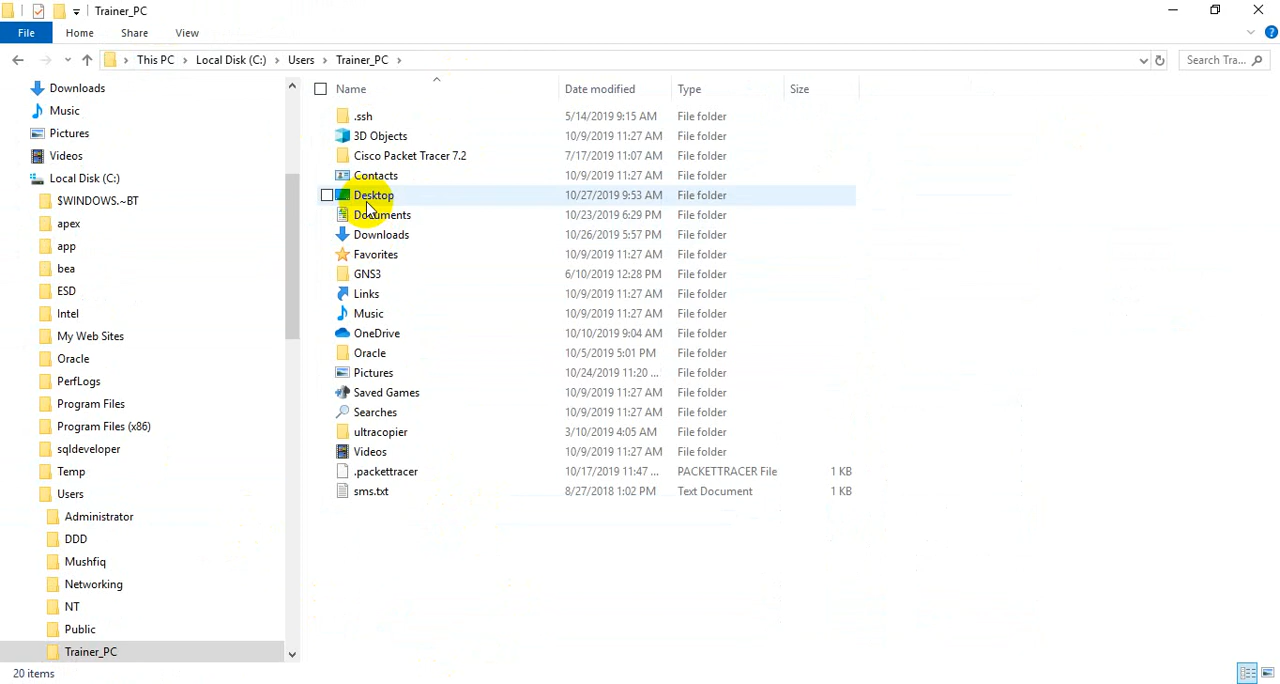 Trainer_PC
File Home Share View
This PC Local Disk (C:) Users Trainer_PC Search Tra...
Downloads
Music
Pictures
Videos
Local Disk (C:)
$WINDOWS.~BT
apex
app
bea
ESD
Intel
My Web Sites
Oracle
PerfLogs
Program Files
Program Files (x86)
sqldeveloper
Temp
Users
Administrator
DDD
Mushfiq
Networking
NT
Public
Trainer_PC
Name Date modified Type Size
.ssh 5/14/2019 9:15 AM File folder
3D Objects 10/9/2019 11:27 AM File folder
Cisco Packet Tracer 7.2 7/17/2019 11:07 AM File folder
Contacts 10/9/2019 11:27 AM File folder
Desktop 10/27/2019 9:53 AM File folder
Documents 10/23/2019 6:29 PM File folder
Downloads 10/26/2019 5:57 PM File folder
Favorites 10/9/2019 11:27 AM File folder
GNS3 6/10/2019 12:28 PM File folder
Links 10/9/2019 11:27 AM File folder
Music 10/9/2019 11:27 AM File folder
OneDrive 10/10/2019 9:04 AM File folder
Oracle 10/5/2019 5:01 PM File folder
Pictures 10/24/2019 11:20 ... File folder
Saved Games 10/9/2019 11:27 AM File folder
Searches 10/9/2019 11:27 AM File folder
ultracopier 3/10/2019 4:05 AM File folder
Videos 10/9/2019 11:27 AM File folder
.packettracer 10/17/2019 11:47 ... PACKETTRACER File 1 KB
sms.txt 8/27/2018 1:02 PM Text Document 1 KB
20 items